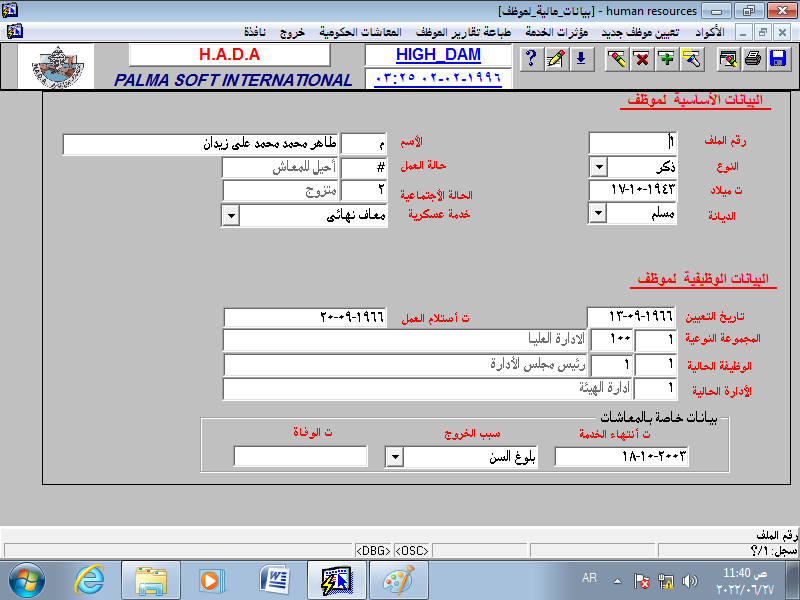 human resources - [بيانات_مالية_لموظف]
الأكواد تعيين موظف جديد مؤثرات الخدمة طباعة تقارير الموظف المعاشات الحكومية خروج نافذة
H.A.D.A
HIGH_DAM
PALMA SOFT INTERNATIONAL
٠٣:٢٥ ٠٢-٠٢-١٩٩٦
البيانات الأساسية لموظف
رقم الملف ١ الأسم م طاهر محمد محمد على زيدان
النوع ذكر حالة العمل # أحيل للمعاش
ت ميلاد ١٧-١٠-١٩٤٣ الحالة الأجتماعية ٢ متزوج
الديانة مسلم خدمة عسكرية معاف نهائى
البيانات الوظيفية لموظف
تاريخ التعيين ١٣-٠٩-١٩٦٦ ت أستلام العمل ٢٠-٠٩-١٩٦٦
المجموعة النوعية ١ ١٠٠ الادارة العليا
الوظيفة الحالية ١ ١ رئيس مجلس الأدارة
الأدارة الحالية ١ ادارة الهيئة
بيانات خاصة بالمعاشات
ت أنتهاء الخدمة سبب الخروج ت الوفاة
١٨-١٠-٢٠٠٣ بلوغ السن
رقم الملف
سجل: ١/؟ <OSC> <DBG>
AR
11:40 ص
٢٠٢٢/٠٦/٢٧